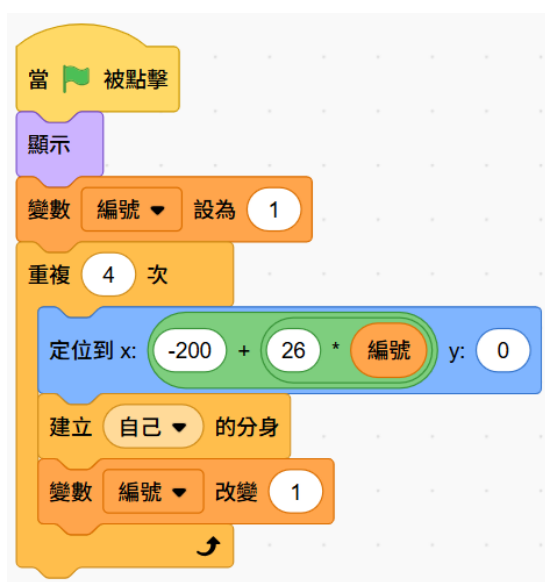 當 被點擊
顯示
變數 編號 設為 1
重複 4 次
定位到 x: -200 + 26 * 編號 y: 0
建立 自己 的分身
變數 編號 改變 1